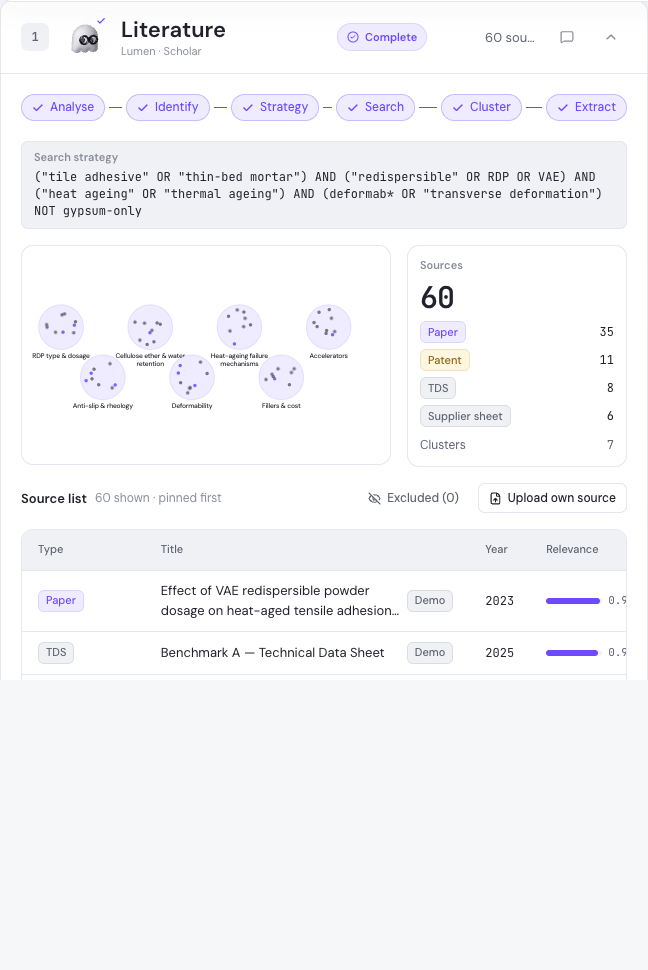 1
Literature
Lumen · Scholar
Complete
60 sou...
Analyse
Identify
Strategy
Search
Cluster
Extract
Search strategy
("tile adhesive" OR "thin-bed mortar") AND ("redispersible" OR RDP OR VAE) AND
("heat ageing" OR "thermal ageing") AND (deformab* OR "transverse deformation")
NOT gypsum-only
RDP type & dosage
Cellulose ether & water
retention
Heat-ageing failure
mechanisms
Accelerators
Anti-slip & rheology
Deformability
Fillers & cost
Sources
60
Paper 35
Patent 11
TDS 8
Supplier sheet 6
Clusters 7
Source list 60 shown · pinned first
Excluded (0)
Upload own source
Type Title Year Relevance
Paper
Effect of VAE redispersible powder
dosage on heat-aged tensile adhesion...
Demo 2023 0.9
TDS Benchmark A — Technical Data Sheet Demo 2025 0.9